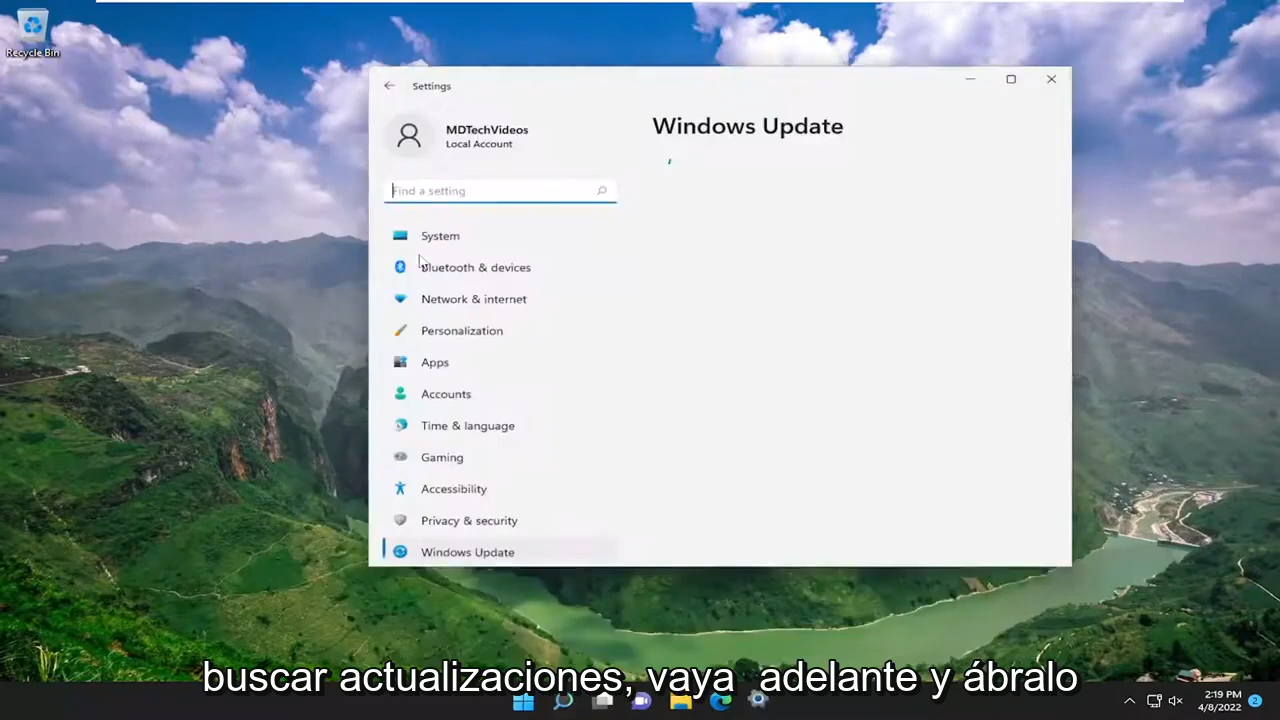 Recycle Bin
Settings
MDTechVideos
Local Account
Find a setting
System
Bluetooth & devices
Network & internet
Personalization
Apps
Accounts
Time & language
Gaming
Accessibility
Privacy & security
Windows Update
Windows Update
buscar actualizaciones, vaya adelante y ábralo
2:19 PM
4/8/2022
2